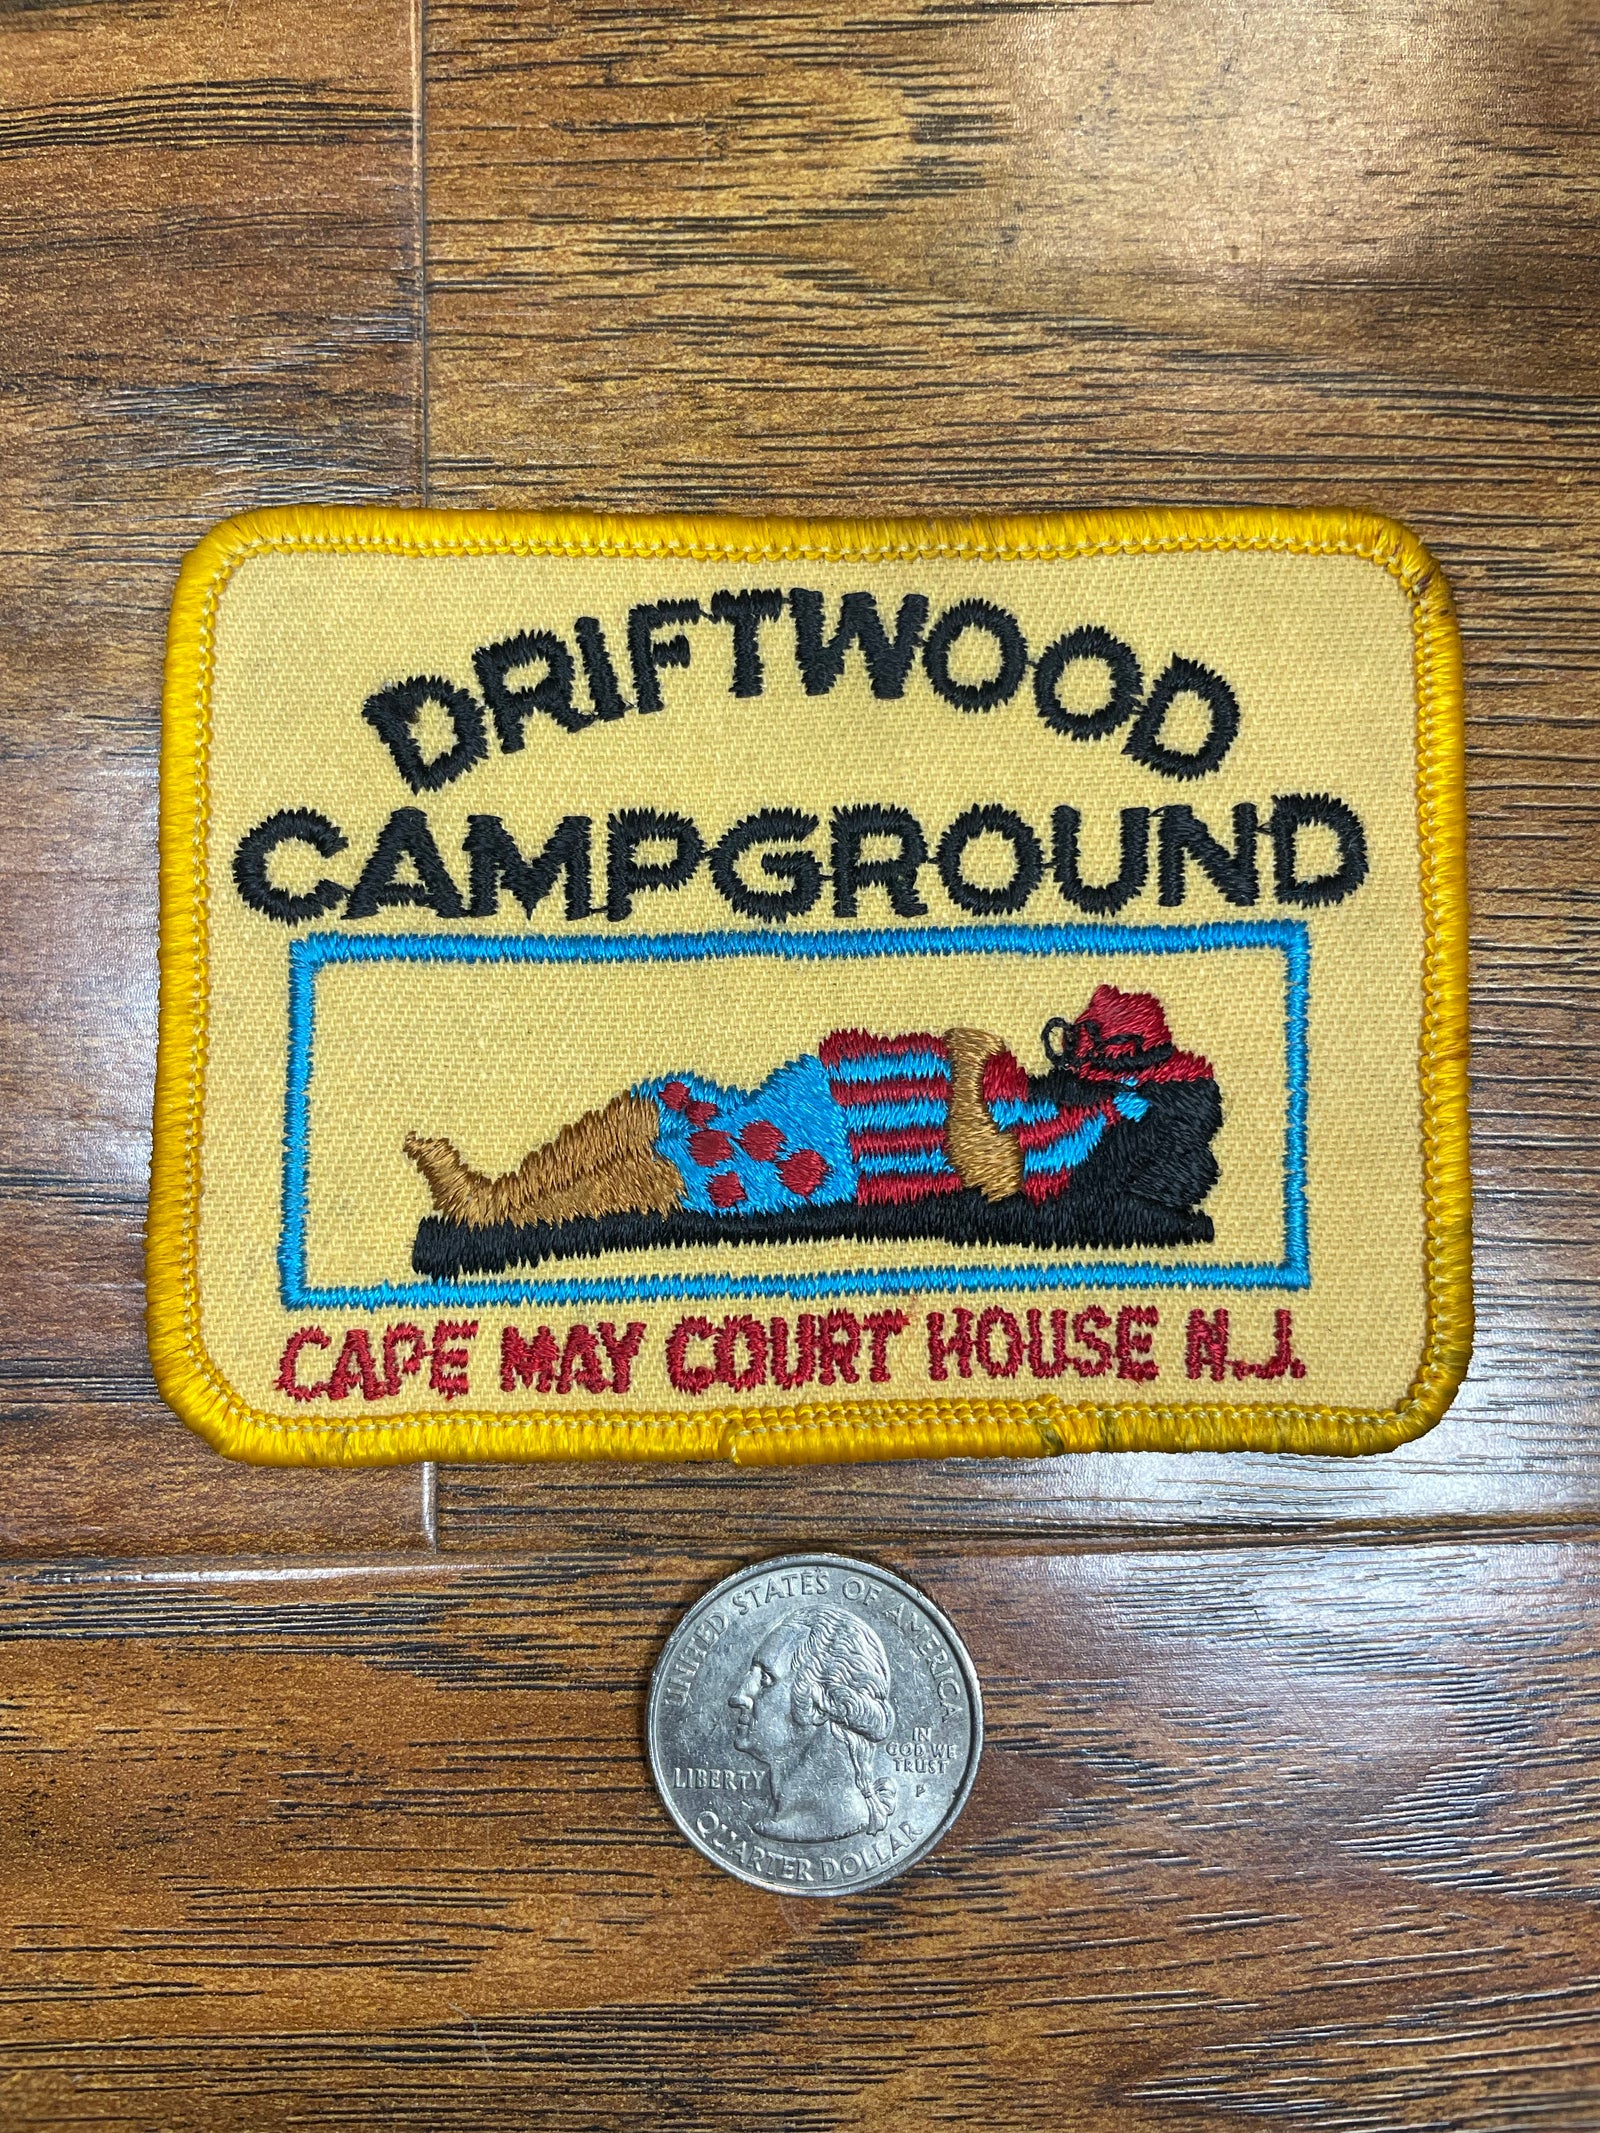 DRIFTWOOD
CAMPGROUND
CAPE MAY COURT HOUSE N.J.
UNITED STATES OF AMERICA
IN
GOD WE
TRUST
LIBERTY
P
QUARTER DOLLAR